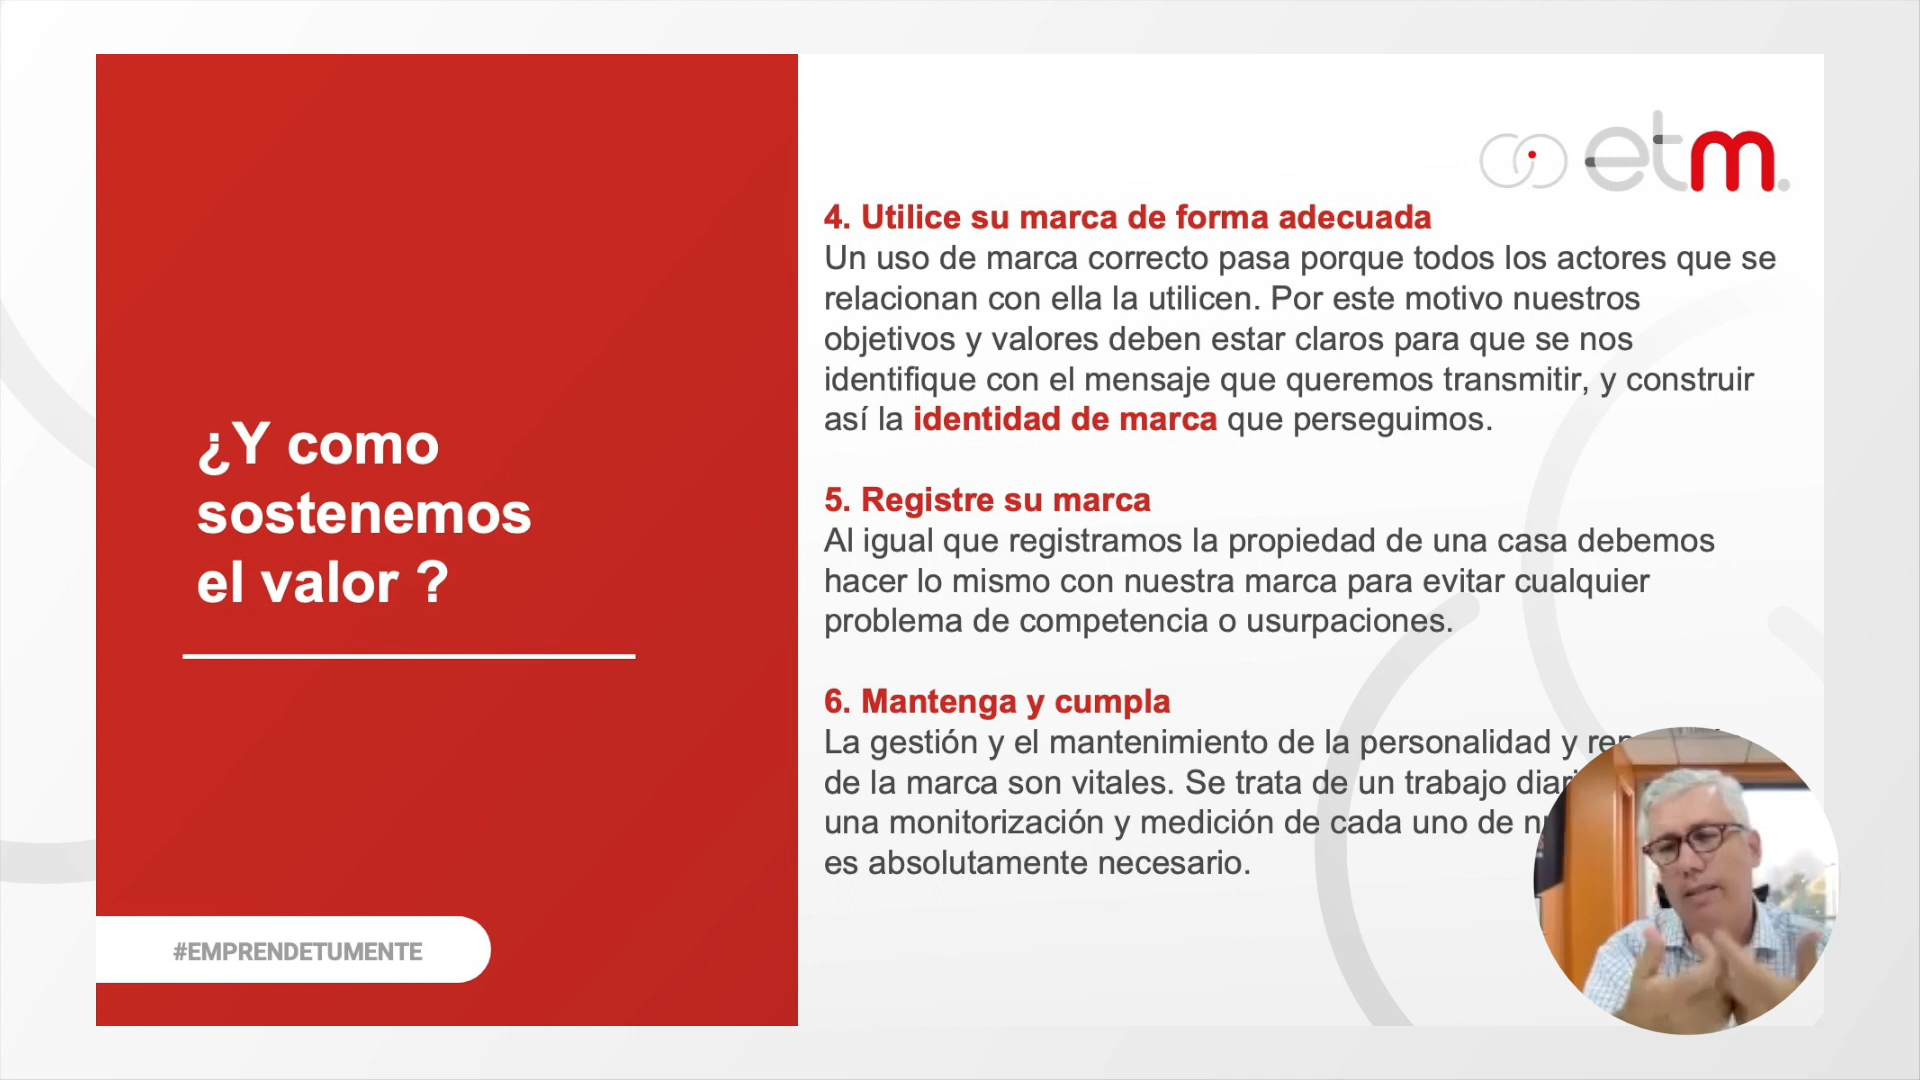 etm.
¿Y como
sostenemos
el valor ?
#EMPRENDETUMENTE
4. Utilice su marca de forma adecuada
Un uso de marca correcto pasa porque todos los actores que se
relacionan con ella la utilicen. Por este motivo nuestros
objetivos y valores deben estar claros para que se nos
identifique con el mensaje que queremos transmitir, y construir
así la identidad de marca que perseguimos.
5. Registre su marca
Al igual que registramos la propiedad de una casa debemos
hacer lo mismo con nuestra marca para evitar cualquier
problema de competencia o usurpaciones.
6. Mantenga y cumpla
La gestión y el mantenimiento de la personalidad y
de la marca son vitales. Se trata de un trabajo
una monitorización y medición de cada uno de
es absolutamente necesario.